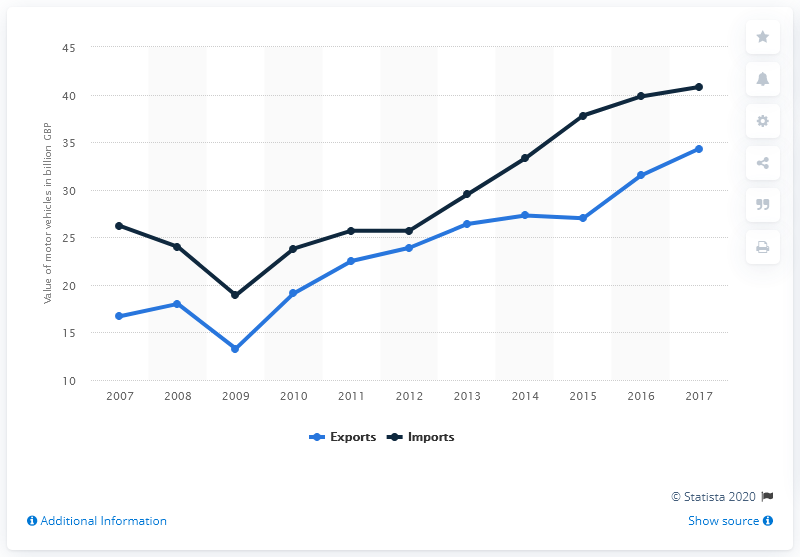 45
40
35
30
25
20
15
10
Value of motor vehicles in billion GBP
2007 2008 2009 2010 2011 2012 2013 2014 2015 2016 2017
Exports Imports
© Statista 2020
Additional Information Show source